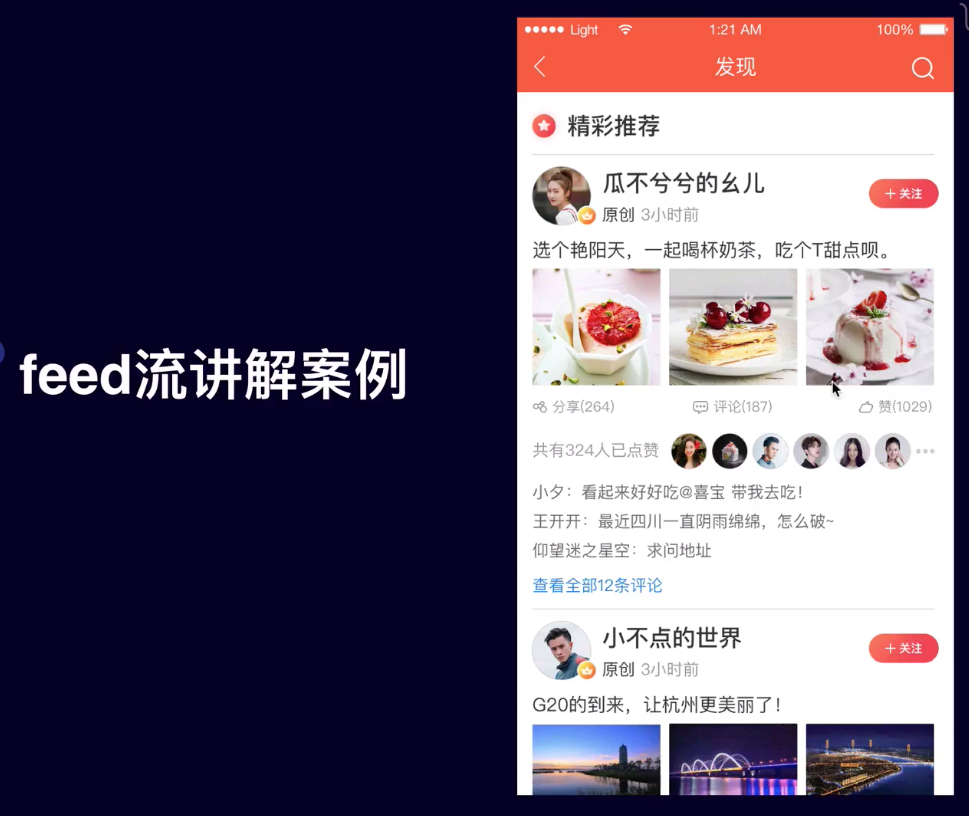 feed流讲解案例
Light 1:21 AM 100%
发现
精彩推荐
瓜不兮兮的幺儿
+ 关注
原创 3小时前
选个艳阳天，一起喝杯奶茶，吃个T甜点呗。
分享(264) 评论(187) 赞(1029)
共有324人已点赞
小夕：看起来好好吃@喜宝 带我去吃！
王开开：最近四川一直阴雨绵绵，怎么破~
仰望迷之星空：求问地址
查看全部12条评论
小不点的世界
+ 关注
原创 3小时前
G20的到来，让杭州更美丽了！